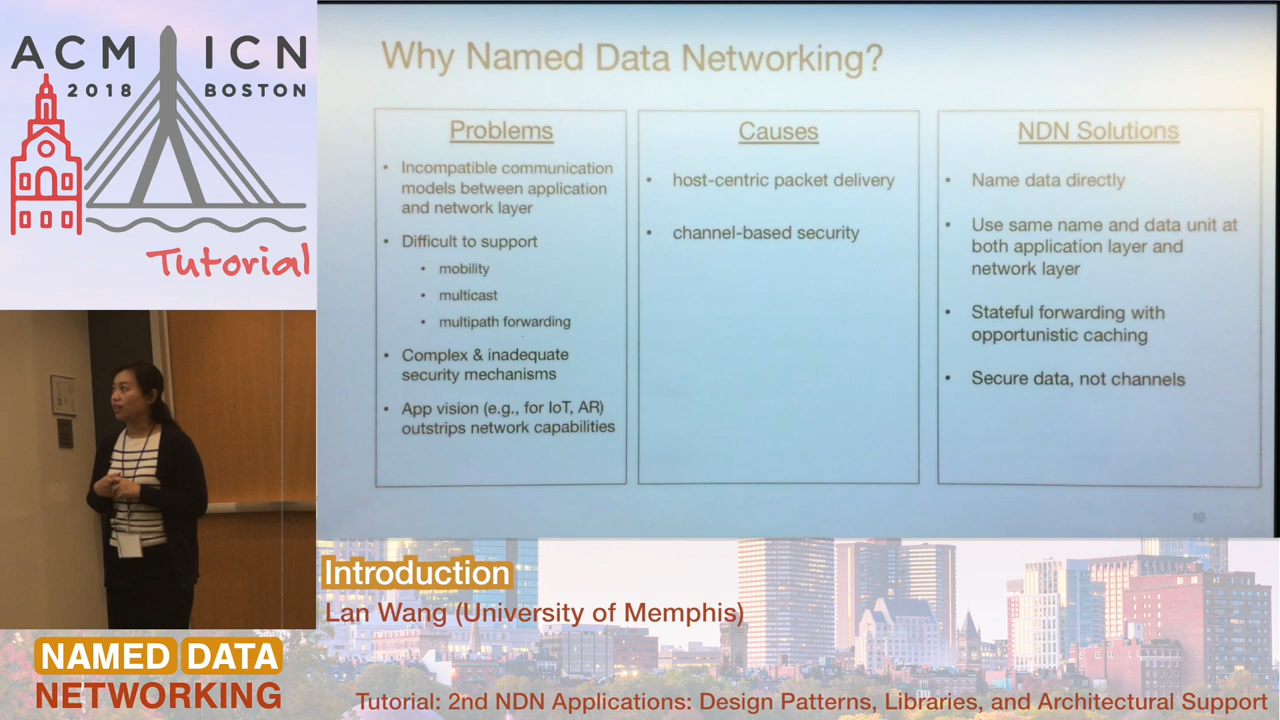 ACM ICN
2018 BOSTON
Tutorial
Why Named Data Networking?
Problems
• Incompatible communication
models between application
and network layer
• Difficult to support
• mobility
• multicast
• multipath forwarding
• Complex & inadequate
security mechanisms
• App vision (e.g., for IoT, AR)
outstrips network capabilities
Causes
• host-centric packet delivery
• channel-based security
NDN Solutions
• Name data directly
• Use same name and data unit at
both application layer and
network layer
• Stateful forwarding with
opportunistic caching
• Secure data, not channels
16
Introduction
Lan Wang (University of Memphis)
NAMED DATA
NETWORKING
Tutorial: 2nd NDN Applications: Design Patterns, Libraries, and Architectural Support